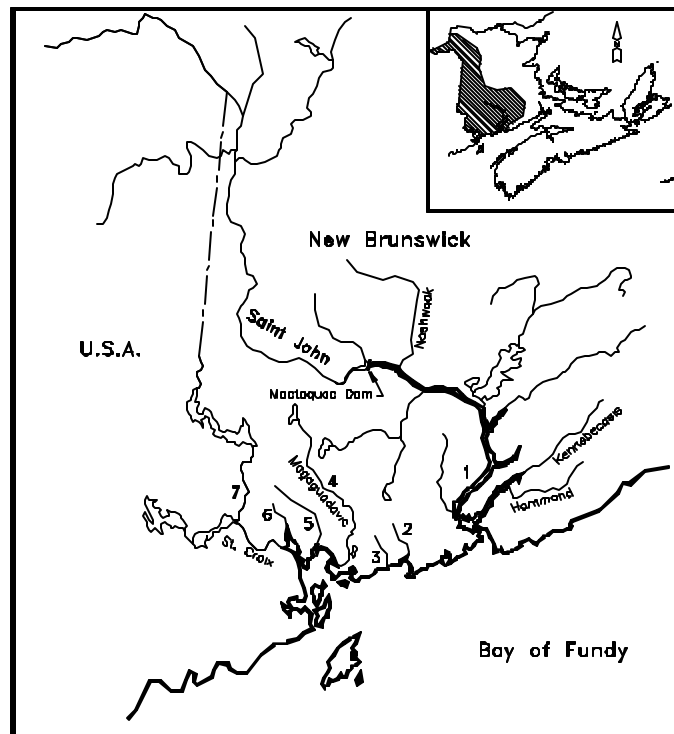 N
New Brunswick
Nashwaak
Saint John
U.S.A.
Mactaquac Dam
Kennebecasis
1
4
Magaguadavic
7
Hammond
6
5
2
St. Croix
3
Bay of Fundy